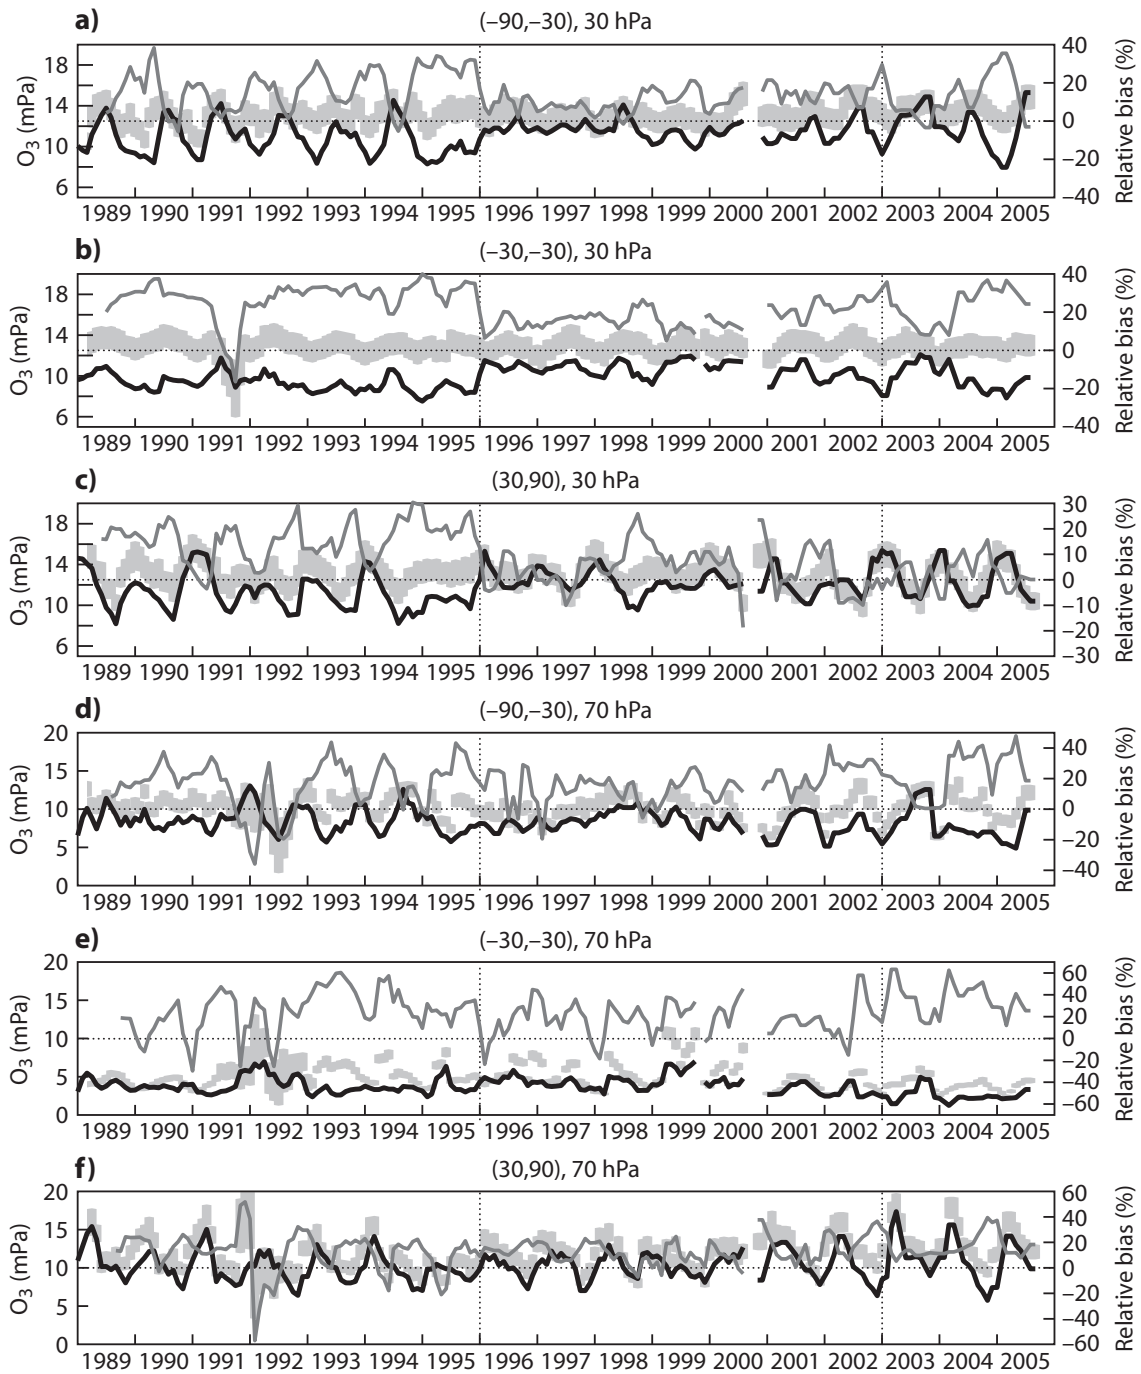 a) (–90,–30), 30 hPa
18 14 10 6
O3 (mPa)
40 20 0 –20 –40
Relative bias (%)
1989 1990 1991 1992 1993 1994 1995 1996 1997 1998 1999 2000 2001 2002 2003 2004 2005
b) (–30,–30), 30 hPa
18 14 10 6
O3 (mPa)
40 20 0 –20 –40
Relative bias (%)
1989 1990 1991 1992 1993 1994 1995 1996 1997 1998 1999 2000 2001 2002 2003 2004 2005
c) (30,90), 30 hPa
18 14 10 6
O3 (mPa)
30 20 10 0 –10 –20 –30
Relative bias (%)
1989 1990 1991 1992 1993 1994 1995 1996 1997 1998 1999 2000 2001 2002 2003 2004 2005
d) (–90,–30), 70 hPa
20 15 10 5 0
O3 (mPa)
40 20 0 –20 –40
Relative bias (%)
1989 1990 1991 1992 1993 1994 1995 1996 1997 1998 1999 2000 2001 2002 2003 2004 2005
e) (–30,–30), 70 hPa
20 15 10 5 0
O3 (mPa)
60 40 20 0 –20 –40 –60
Relative bias (%)
1989 1990 1991 1992 1993 1994 1995 1996 1997 1998 1999 2000 2001 2002 2003 2004 2005
f) (30,90), 70 hPa
20 15 10 5 0
O3 (mPa)
60 40 20 0 –20 –40 –60
Relative bias (%)
1989 1990 1991 1992 1993 1994 1995 1996 1997 1998 1999 2000 2001 2002 2003 2004 2005